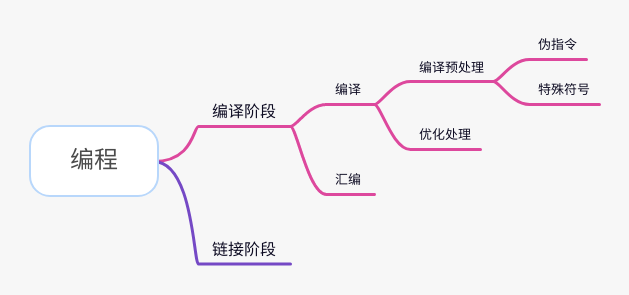 编程
编译阶段
编译
编译预处理
伪指令
特殊符号
优化处理
汇编
链接阶段